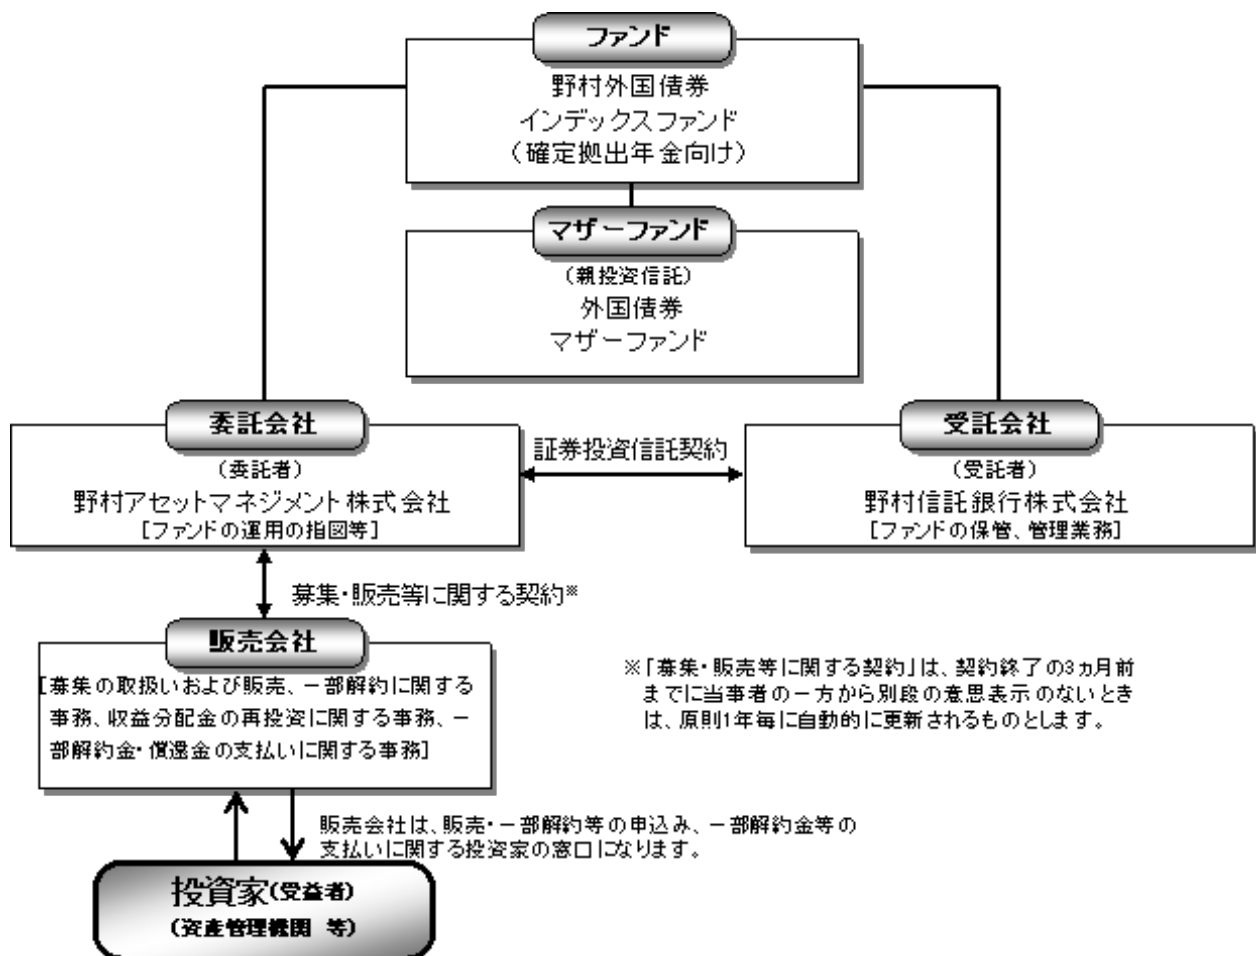 ファンド
野村外国債券
インデックスファンド
（確定拠出年金向け）
マザーファンド
（親投資信託）
外国債券
マザーファンド
委託会社
（委託者）
野村アセットマネジメント株式会社
[ファンドの運用の指図等]
証券投資信託契約
受託会社
（受託者）
野村信託銀行株式会社
[ファンドの保管、管理業務]
募集・販売等に関する契約※
販売会社
[募集の取扱いおよび販売、一部解約に関する
事務、収益分配金の再投資に関する事務、一
部解約金・償還金の支払いに関する事務]
※「募集・販売等に関する契約」は、契約終了の3ヵ月前
までに当事者の一方から別段の意思表示のないとき
は、原則1年毎に自動的に更新されるものとします。
販売会社は、販売・一部解約等の申込み、一部解約金等の
支払いに関する投資家の窓口になります。
投資家(受益者)
(資産管理機関 等)